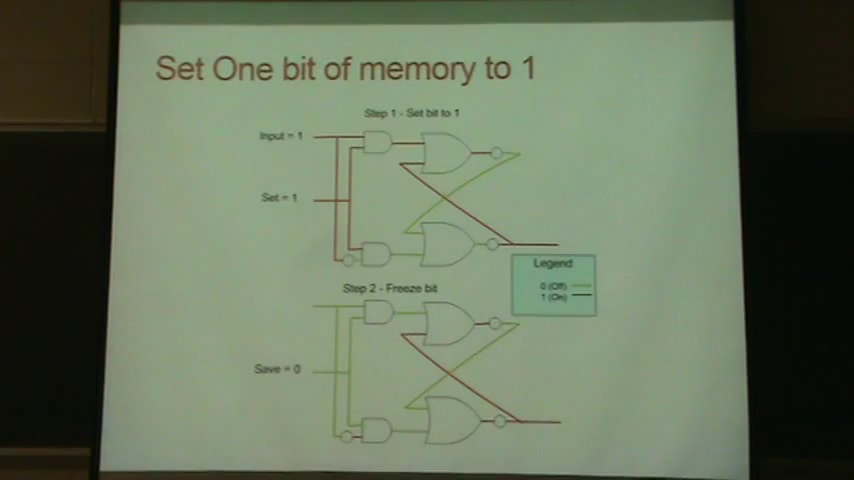 Set One bit of memory to 1
Step 1 - Set bit to 1
Input = 1
Set = 1
Legend
0 (Off)
1 (On)
Step 2 - Freeze bit
Save = 0